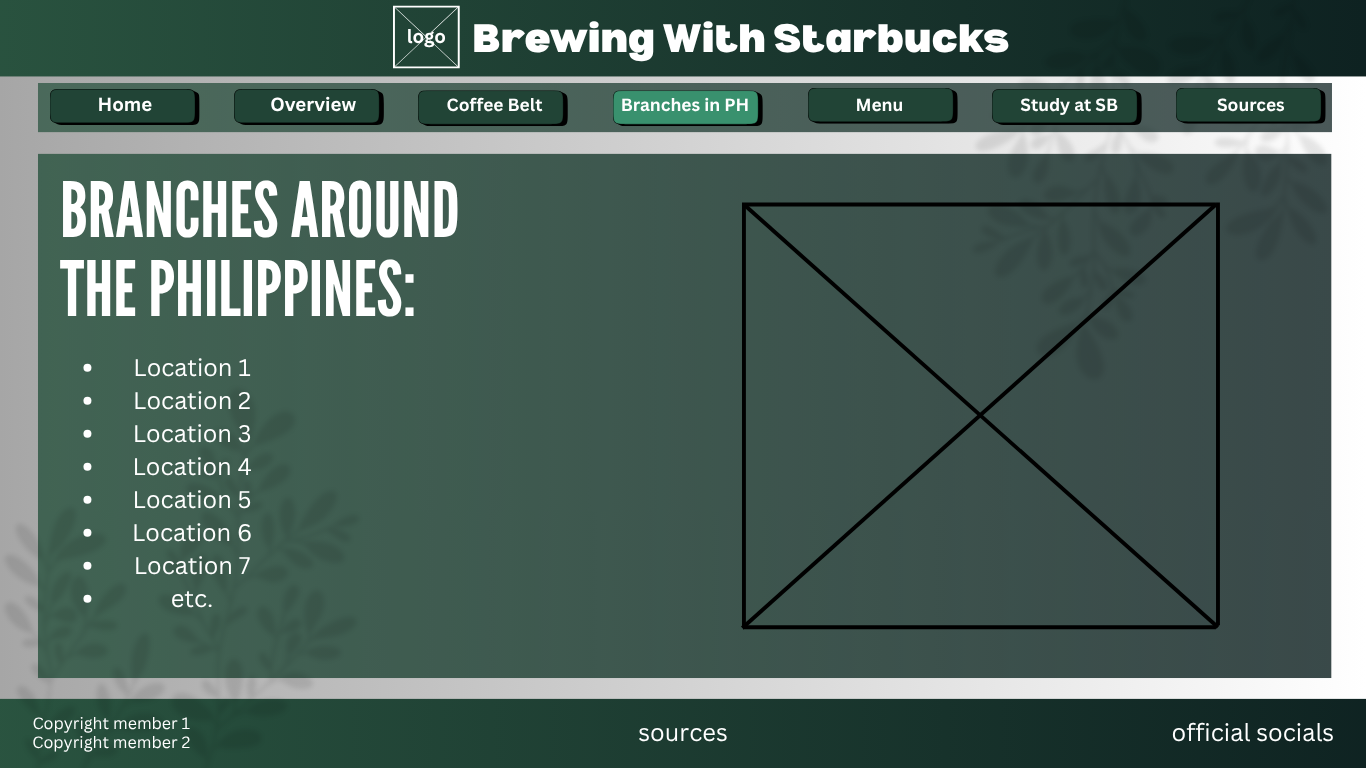 logo
Brewing With Starbucks
Home
Overview
Coffee Belt
Branches in PH
Menu
Study at SB
Sources
BRANCHES AROUND
THE PHILIPPINES:
• Location 1
• Location 2
• Location 3
• Location 4
• Location 5
• Location 6
• Location 7
• etc.
Copyright member 1
Copyright member 2
sources
official socials